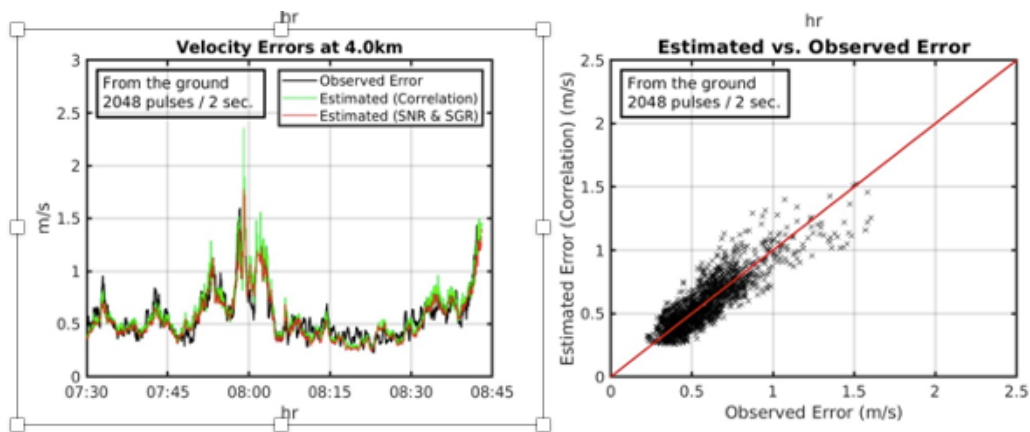 hr
hr
Velocity Errors at 4.0km
3
2.5
2
1.5
1
0.5
0
m/s
From the ground
2048 pulses / 2 sec.
Observed Error
Estimated (Correlation)
Estimated (SNR & SGR)
07:30 07:45 08:00 08:15 08:30 08:45
hr
Estimated vs. Observed Error
2.5
2
1.5
1
0.5
0
Estimated Error (Correlation) (m/s)
From the ground
2048 pulses / 2 sec.
0 0.5 1 1.5 2 2.5
Observed Error (m/s)